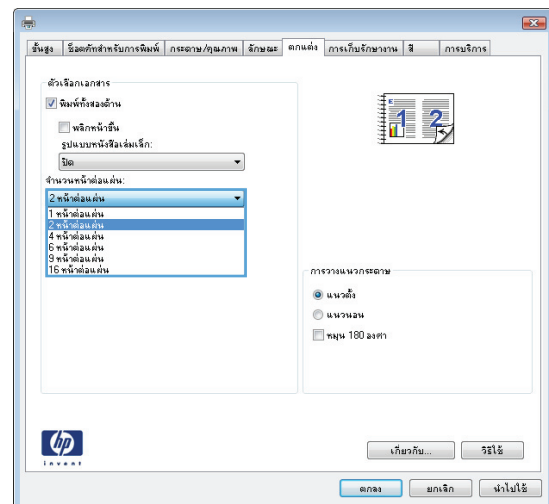 ขั้นสูง ช็อตคัทสำหรับการพิมพ์ กระดาษ/คุณภาพ ลักษณะ ตกแต่ง การเก็บรักษางาน สี การบริการ
ตัวเลือกเอกสาร
พิมพ์ทั้งสองด้าน
พลิกหน้าขึ้น
รูปแบบหนังสือเล่มเล็ก:
ปิด
จำนวนหน้าต่อแผ่น:
2 หน้าต่อแผ่น
1 หน้าต่อแผ่น
2 หน้าต่อแผ่น
4 หน้าต่อแผ่น
6 หน้าต่อแผ่น
9 หน้าต่อแผ่น
16 หน้าต่อแผ่น
1 2
การวางแนวกระดาษ
แนวตั้ง
แนวนอน
หมุน 180 องศา
hp
invent
เกี่ยวกับ... วิธีใช้
ตกลง ยกเลิก นำไปใช้